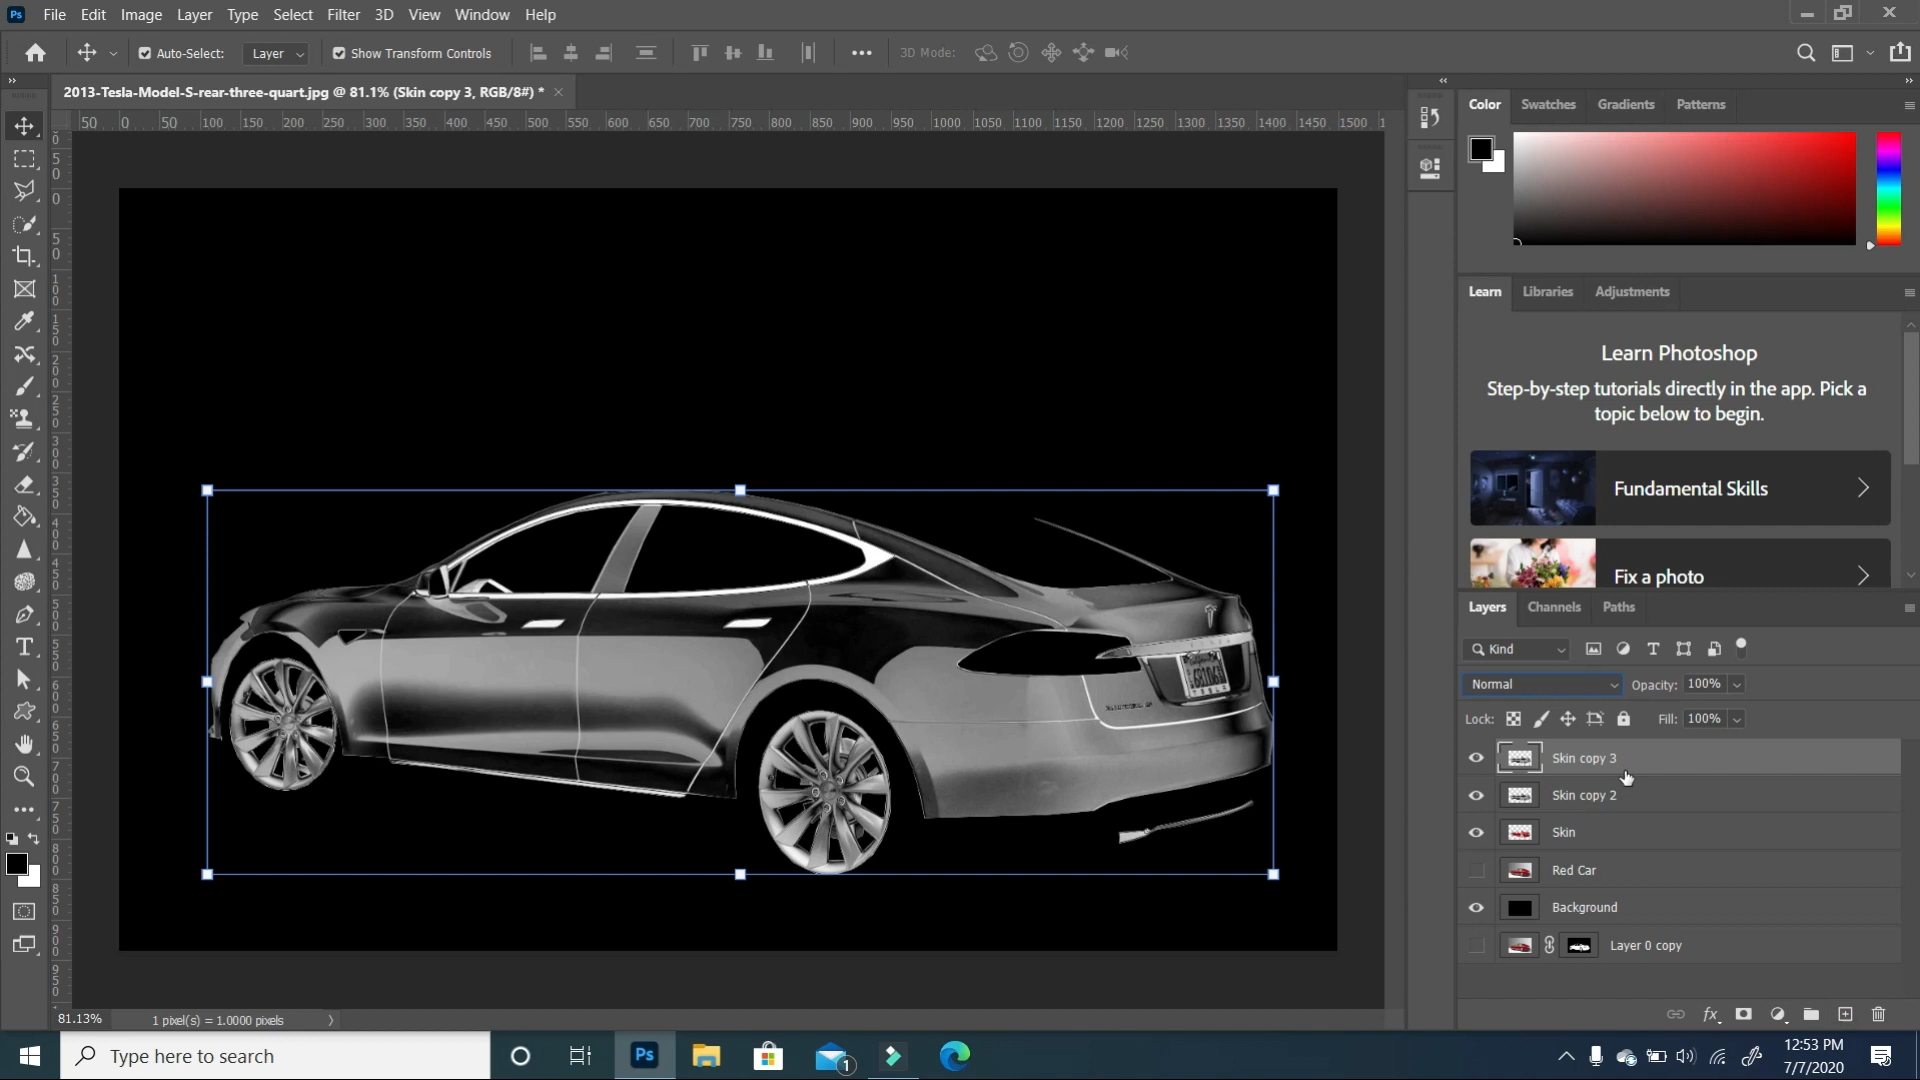 Ps File Edit Image Layer Type Select Filter 3D View Window Help
Auto-Select: Layer Show Transform Controls 3D Mode:
2013-Tesla-Model-S-rear-three-quart.jpg @ 81.1% (Skin copy 3, RGB/8#) *
50 0 50 100 150 200 250 300 350 400 450 500 550 600 650 700 750 800 850 900 950 1000 1050 1100 1150 1200 1250 1300 1350 1400 1450 1500
Color Swatches Gradients Patterns
Learn Libraries Adjustments
Learn Photoshop
Step-by-step tutorials directly in the app. Pick a
topic below to begin.
Fundamental Skills
Fix a photo
Layers Channels Paths
Kind
Normal Opacity: 100%
Lock: Fill: 100%
Skin copy 3
Skin copy 2
Skin
Red Car
Background
Layer 0 copy
fx
TESLA
81.13% 1 pixel(s) = 1.0000 pixels
Type here to search
Ps
1
12:53 PM
7/7/2020